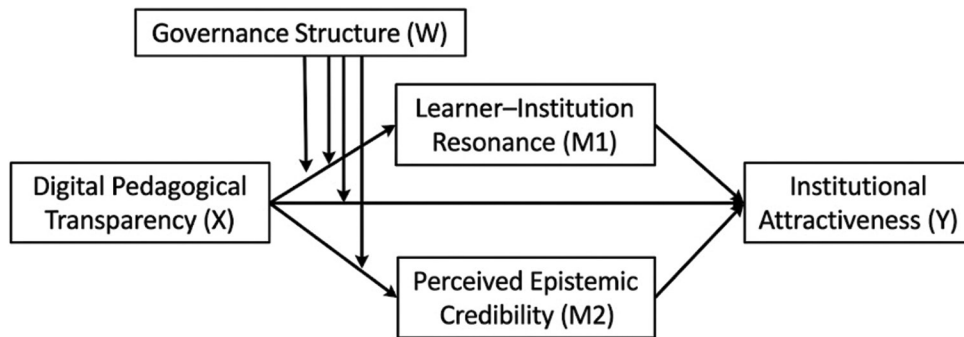 Governance Structure (W)
Learner–Institution
Resonance (M1)
Digital Pedagogical
Transparency (X)
Institutional
Attractiveness (Y)
Perceived Epistemic
Credibility (M2)